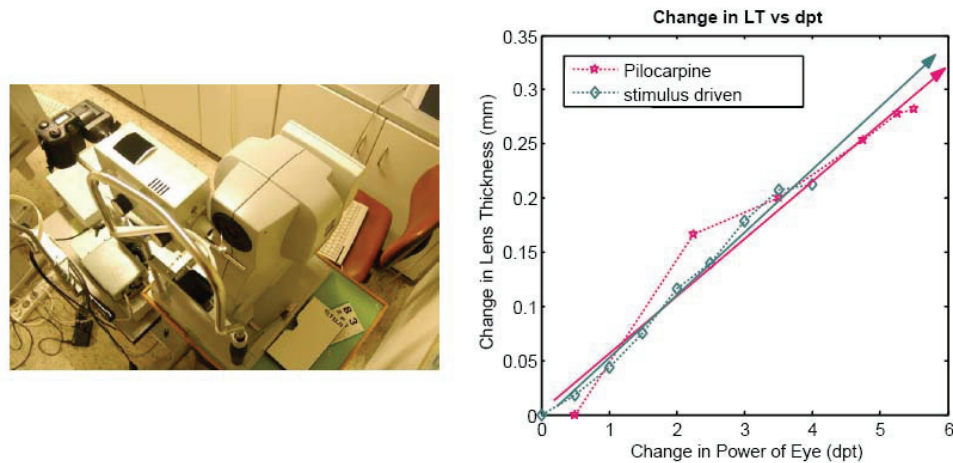 Change in LT vs dpt
0.35
0.3
0.25
0.2
0.15
0.1
0.05
0
Pilocarpine
stimulus driven
Change in Lens Thickness (mm)
0 1 2 3 4 5 6
Change in Power of Eye (dpt)